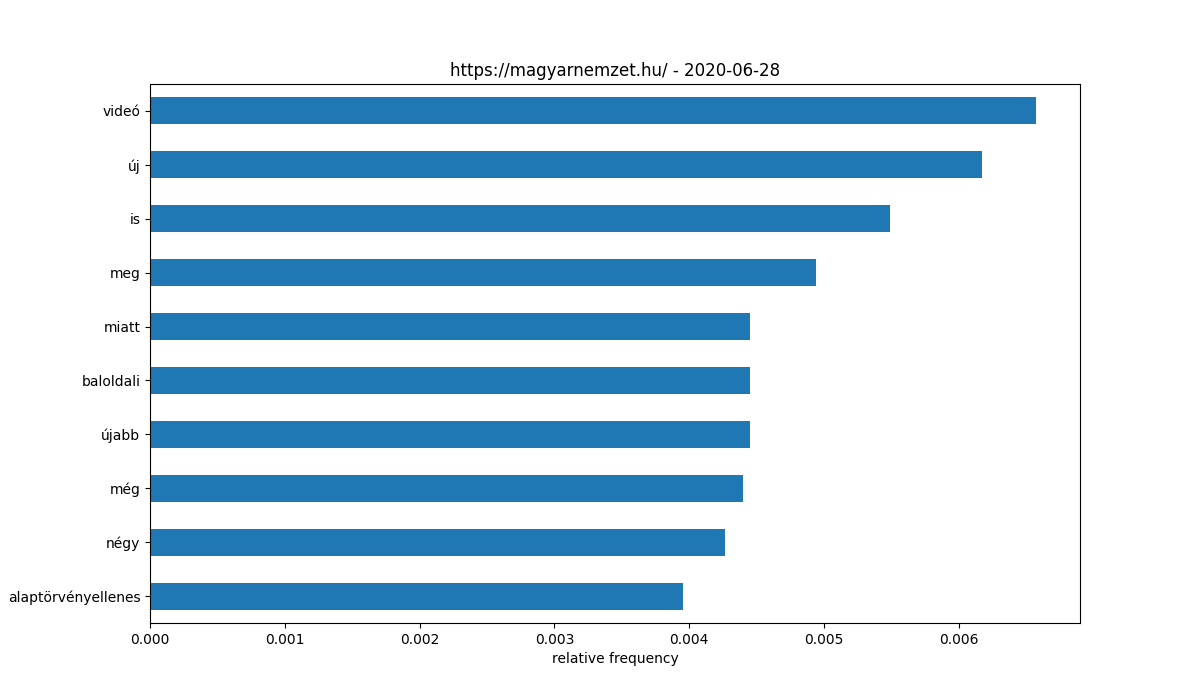 https://magyarnemzet.hu/ - 2020-06-28
videó
új
is
meg
miatt
baloldali
újabb
még
négy
alaptörvényellenes
0.000 0.001 0.002 0.003 0.004 0.005 0.006
relative frequency